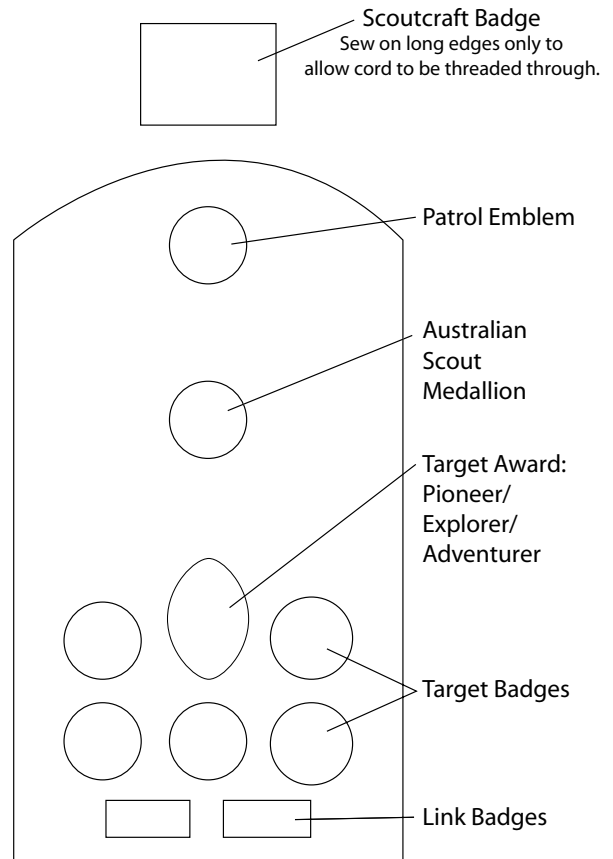 Scoutcraft Badge
Sew on long edges only to
allow cord to be threaded through.
Patrol Emblem
Australian
Scout
Medallion
Target Award:
Pioneer/
Explorer/
Adventurer
Target Badges
Link Badges